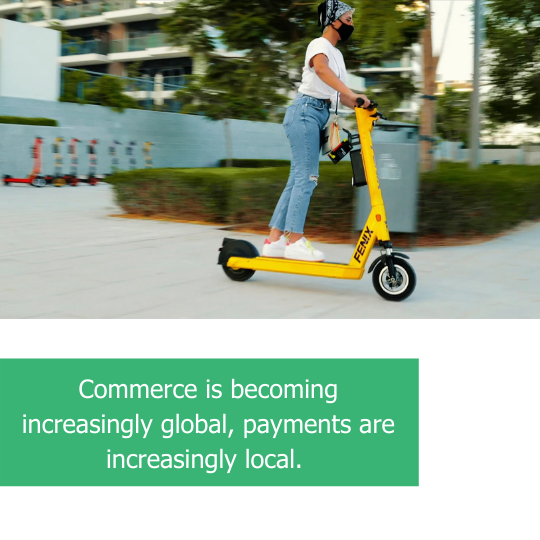 FENIX
Commerce is becoming
increasingly global, payments are
increasingly local.